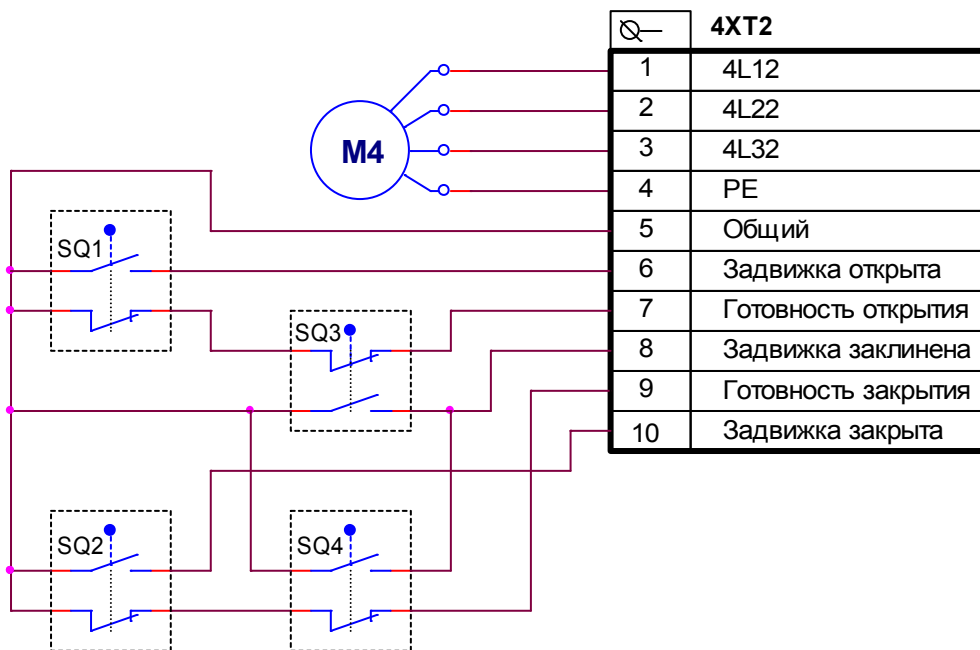 4XT2
1 4L12
2 4L22
3 4L32
4 PE
5 Общий
6 Задвижка открыта
7 Готовность открытия
8 Задвижка заклинена
9 Готовность закрытия
10 Задвижка закрыта
M4
SQ1
SQ3
SQ2
SQ4